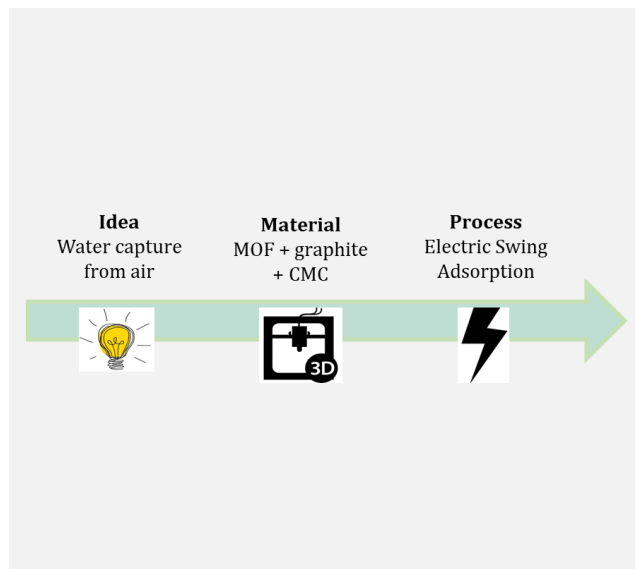 Idea
Water capture
from air
Material
MOF + graphite
+ CMC
Process
Electric Swing
Adsorption
3D